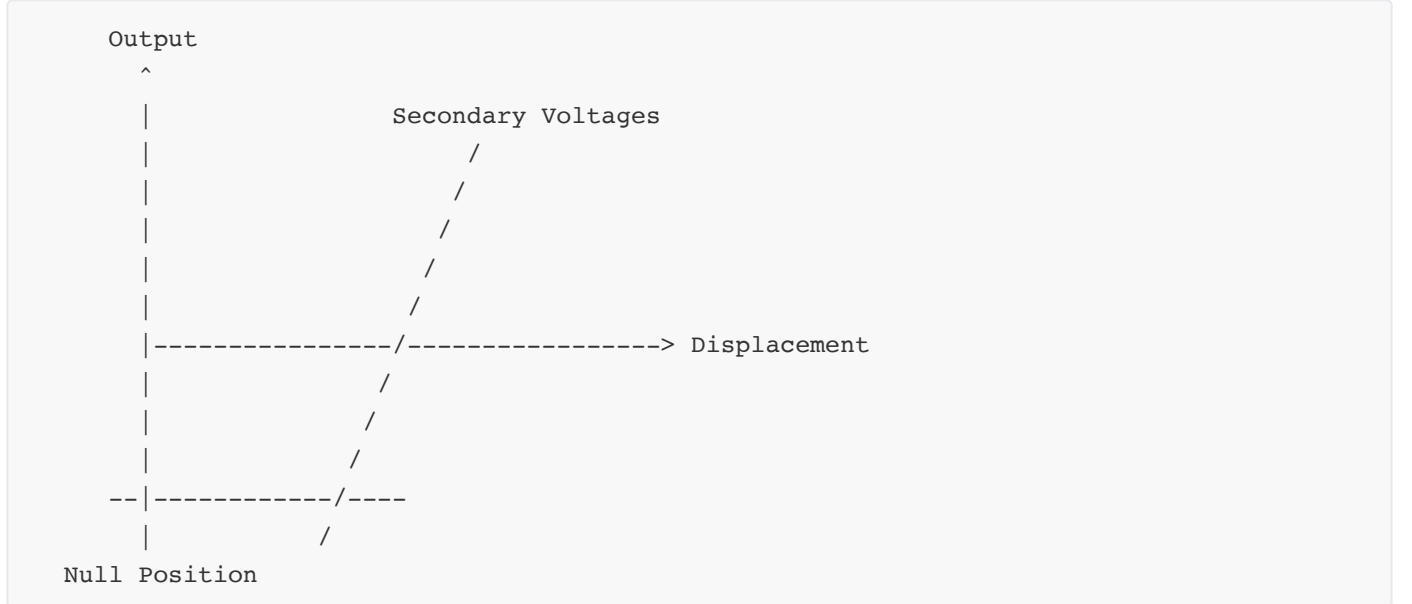 Output
Secondary Voltages
Displacement
Null Position